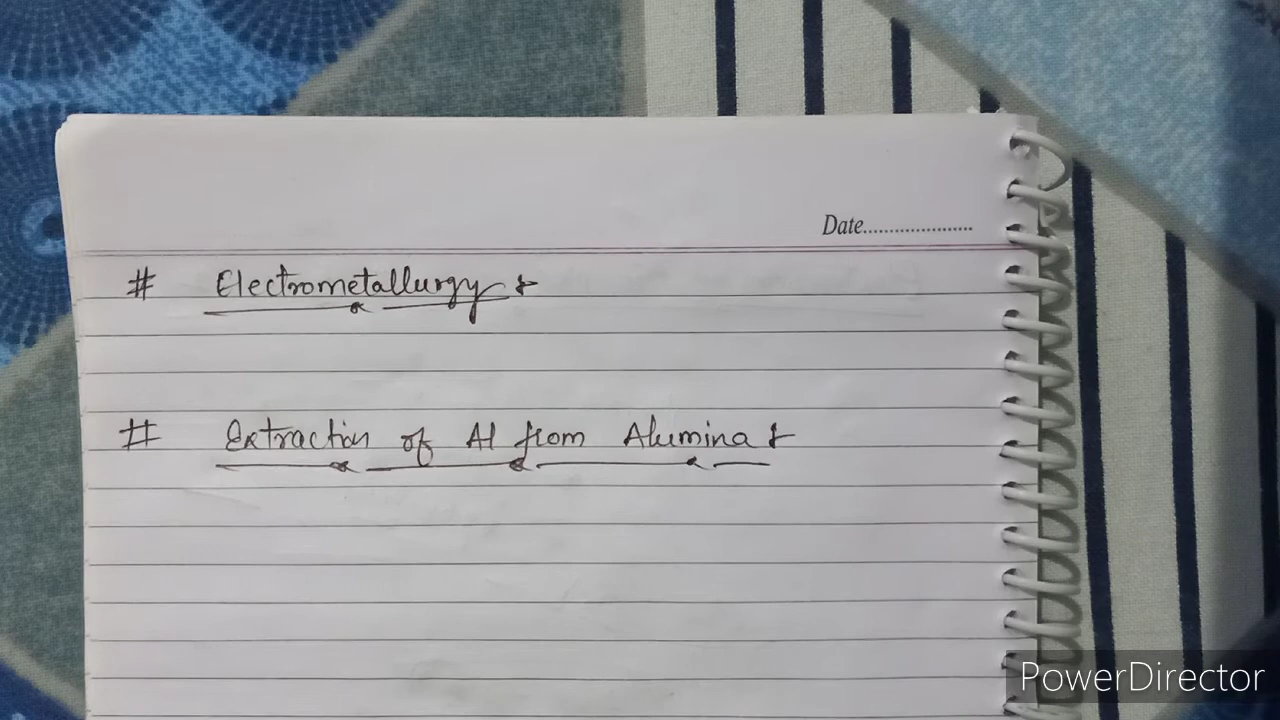 Date.....................
# Electrometallurgy :-
# Extraction of Al from Alumina :-
PowerDirector